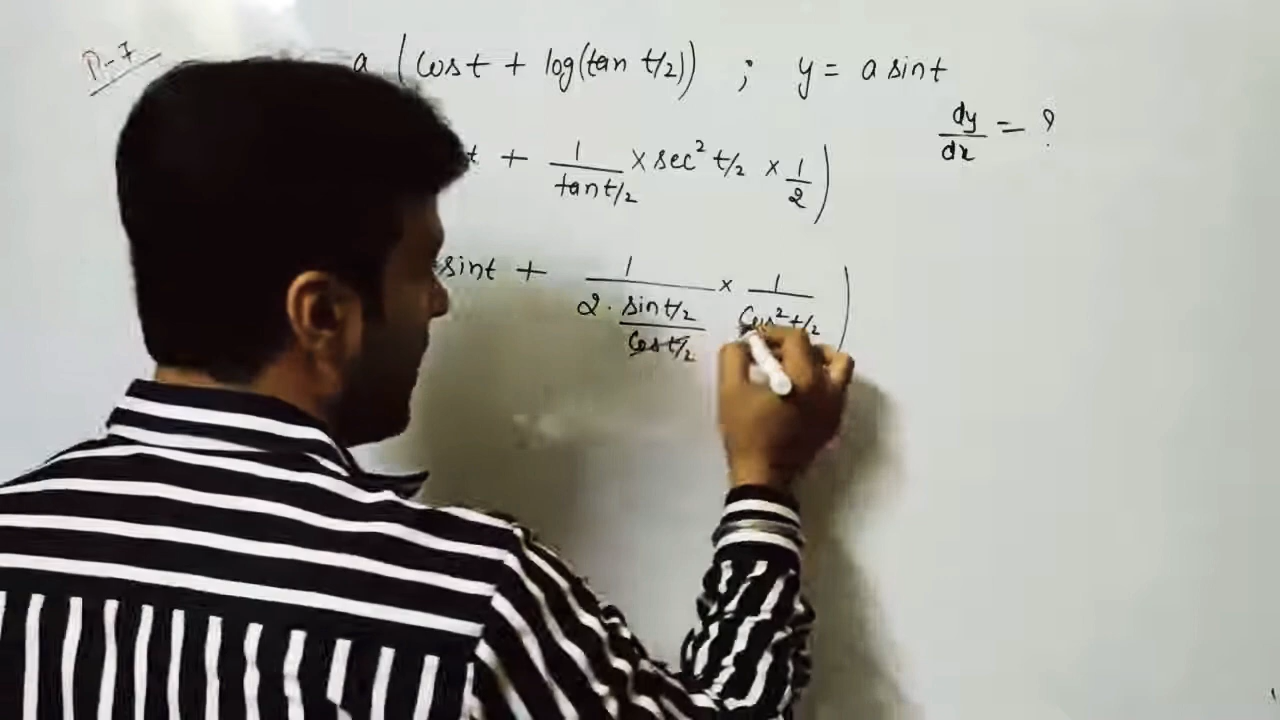 P-7
a (cost + log(tan t/2)) ; y = a sint
dy/dx = ?
t + 1/tan t/2 × sec² t/2 × 1/2)
sint + 1/(2 · sin t/2 / cos t/2) × 1/cos² t/2)